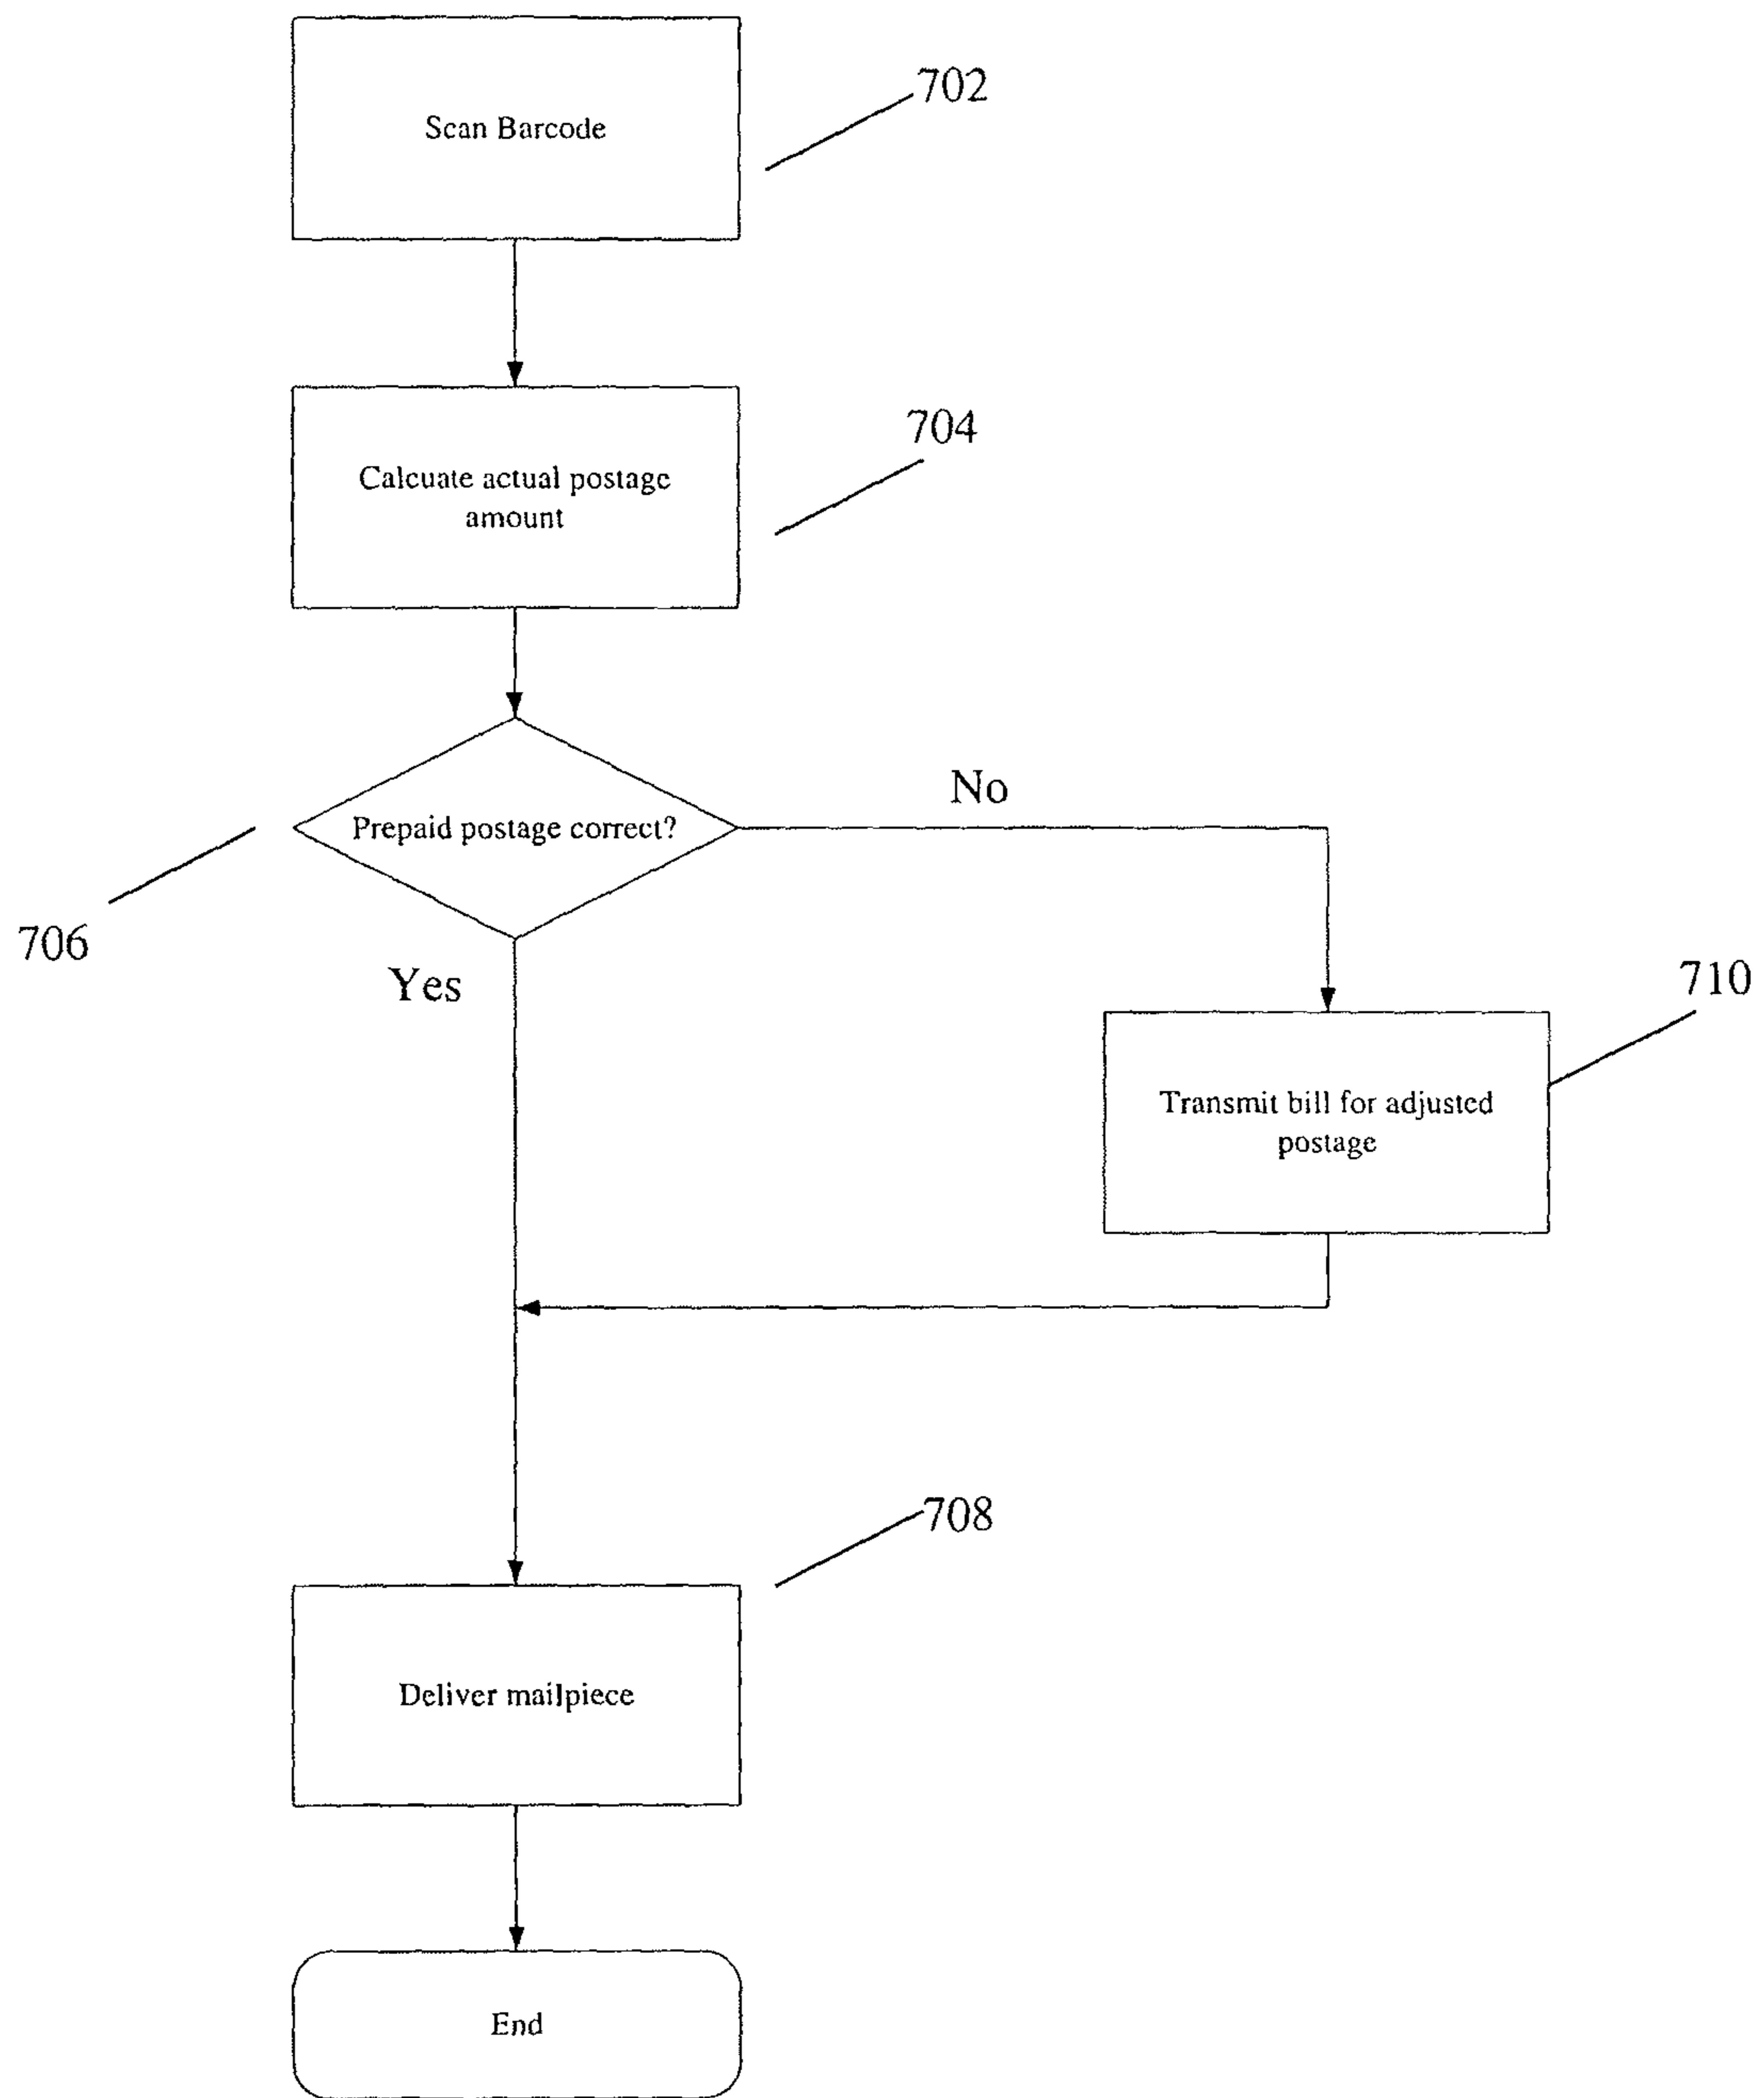 Scan Barcode
702
Calcuate actual postage
amount
704
Prepaid postage correct?
No
706
Yes
710
Transmit bill for adjusted
postage
708
Deliver mailpiece
End